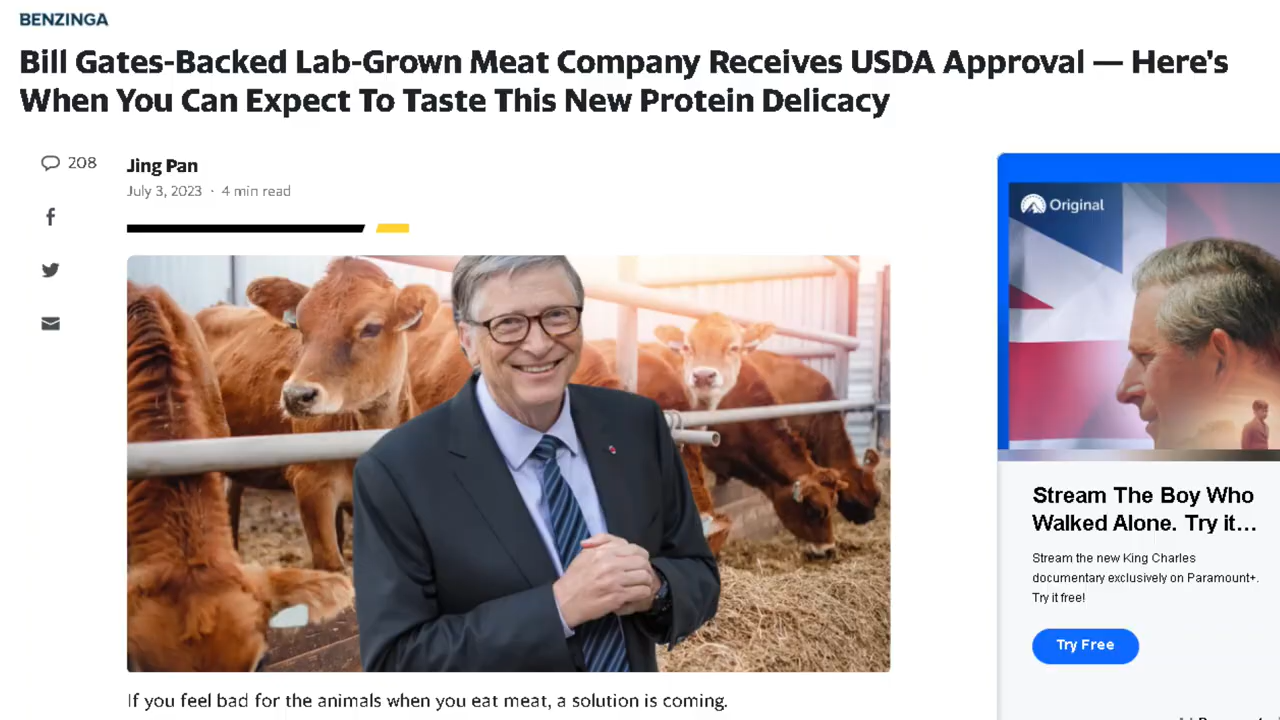 BENZINGA
Bill Gates-Backed Lab-Grown Meat Company Receives USDA Approval — Here's
When You Can Expect To Taste This New Protein Delicacy
208
Jing Pan
July 3, 2023 · 4 min read
Original
Stream The Boy Who
Walked Alone. Try it...
Stream the new King Charles
documentary exclusively on Paramount+.
Try it free!
Try Free
If you feel bad for the animals when you eat meat, a solution is coming.